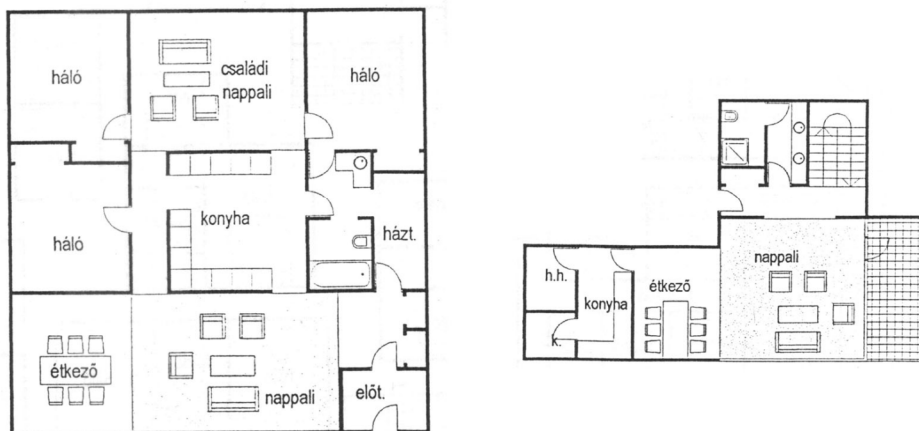 háló
családi
nappali
háló
háló
konyha
házt.
étkező
nappali
előt.
nappali
h.h.
konyha
étkező
k.